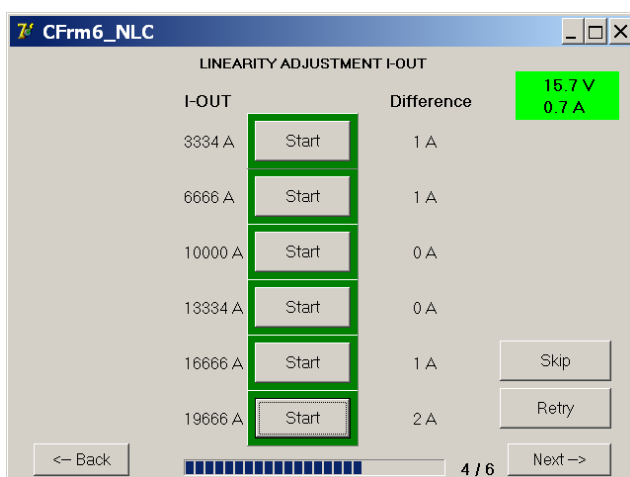 CFrm6_NLC
LINEARITY ADJUSTMENT I-OUT
15.7 V
0.7 A
I-OUT Difference
3334 A Start 1 A
6666 A Start 1 A
10000 A Start 0 A
13334 A Start 0 A
16666 A Start 1 A
Skip
19666 A Start 2 A
Retry
<-- Back 4 / 6 Next -->